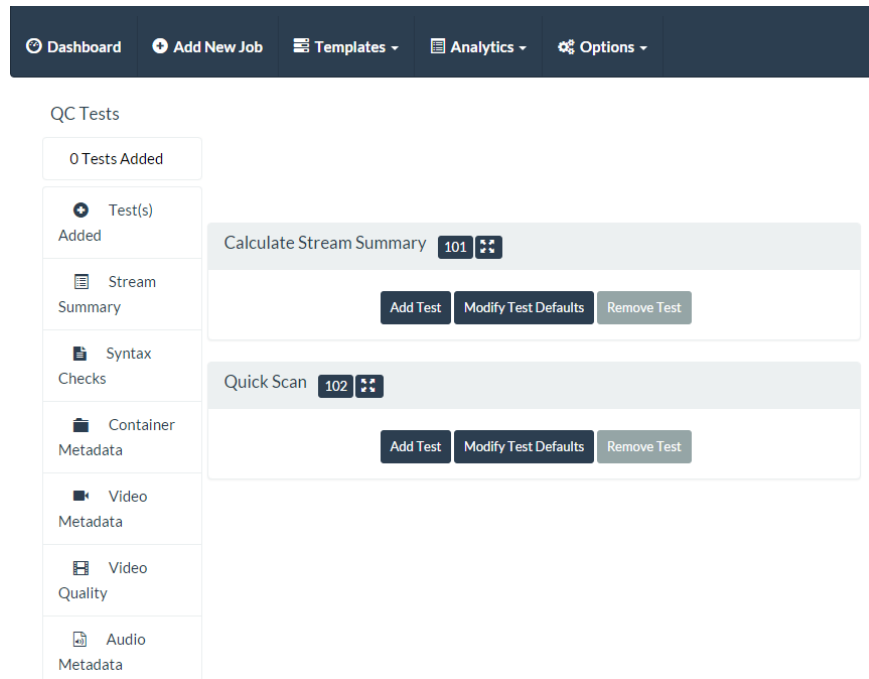 Dashboard Add New Job Templates Analytics Options
QC Tests
0 Tests Added
Test(s)
Added
Stream
Summary
Syntax
Checks
Container
Metadata
Video
Metadata
Video
Quality
Audio
Metadata
Calculate Stream Summary 101
Add Test Modify Test Defaults Remove Test
Quick Scan 102
Add Test Modify Test Defaults Remove Test